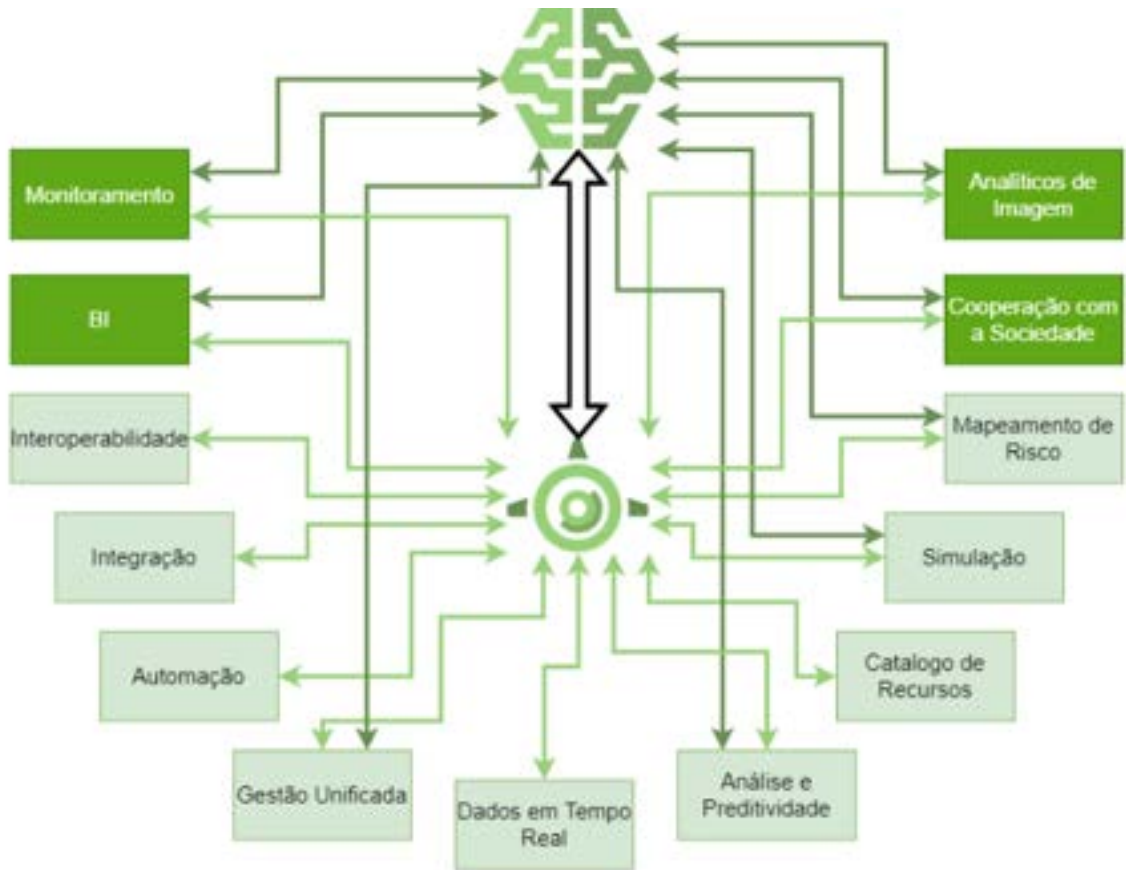 Monitoramento
Analíticos de
Imagem
BI
Cooperação com
a Sociedade
Interoperabilidade
Mapeamento de
Risco
Integração
Simulação
Automação
Catalogo de
Recursos
Gestão Unificada
Dados em Tempo
Real
Análise e
Preditividade